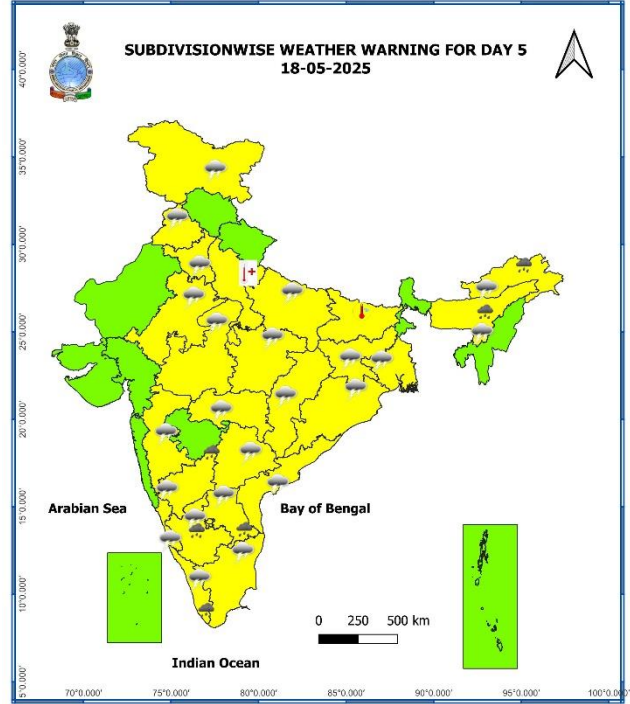 SUBDIVISIONWISE WEATHER WARNING FOR DAY 5
18-05-2025
40°0.000'
35°0.000'
30°0.000'
25°0.000'
20°0.000'
15°0.000'
10°0.000'
5°0.000'
Arabian Sea
Bay of Bengal
0 250 500 km
Indian Ocean
70°0.000' 75°0.000' 80°0.000' 85°0.000' 90°0.000' 95°0.000' 100°0.000'